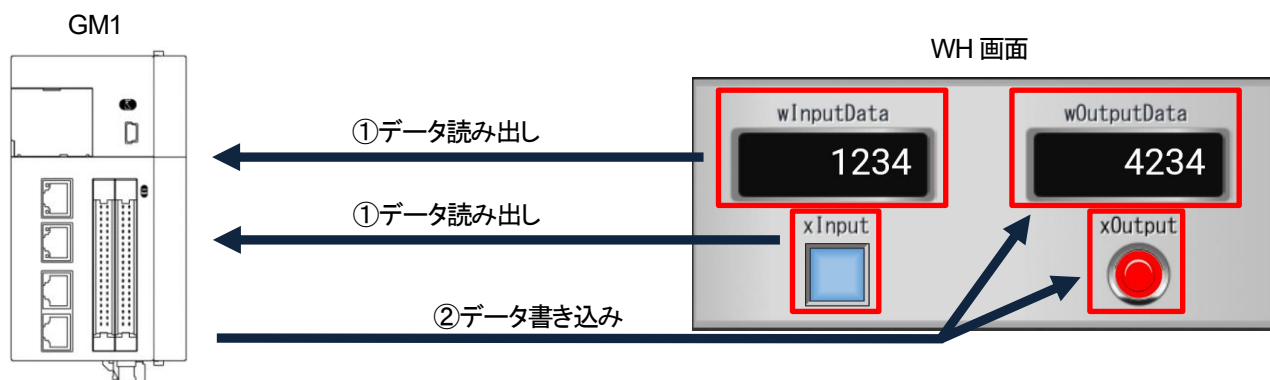 GM1
WH 画面
①データ読み出し
wInputData
wOutputData
1234
4234
①データ読み出し
xInput
xOutput
②データ書き込み